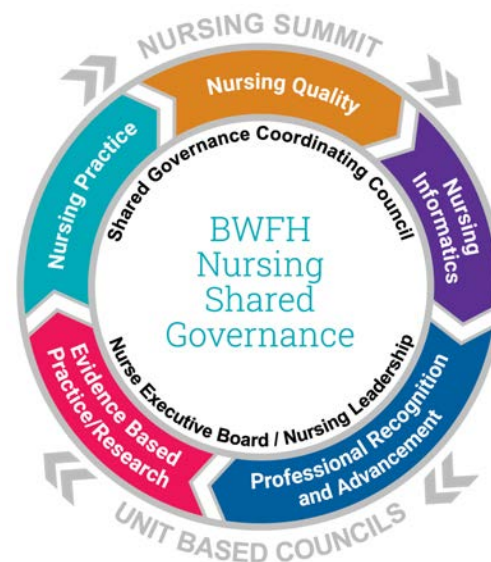 NURSING SUMMIT
Nursing Quality
Nursing Practice
Nursing
Informatics
Shared Governance Coordinating Council
BWFH
Nursing
Shared
Governance
Nurse Executive Board / Nursing Leadership
Evidence Based
Practice/Research
Professional Recognition
and Advancement
UNIT BASED COUNCILS